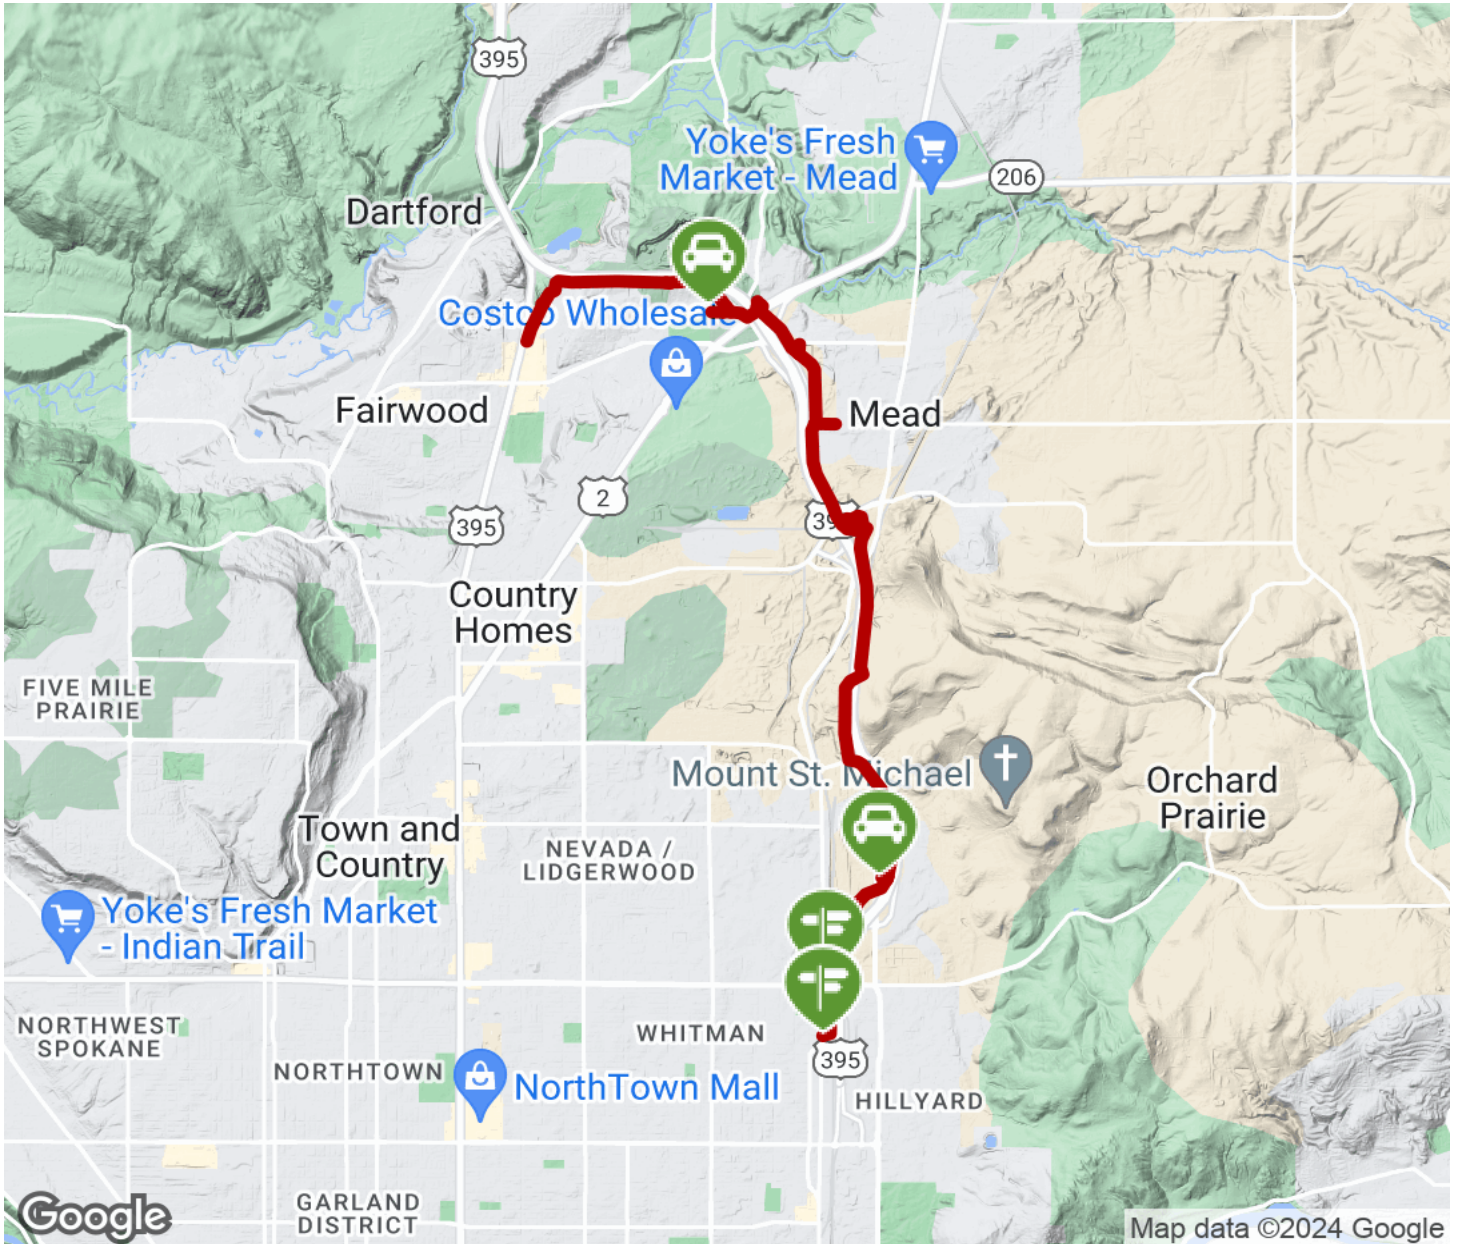 395
Yoke's Fresh
Market - Mead
206
Dartford
Costco Wholesale
Fairwood
Mead
2
395
395
Country
Homes
FIVE MILE
PRAIRIE
Mount St. Michael
Orchard
Prairie
Town and
Country
NEVADA /
LIDGERWOOD
Yoke's Fresh Market
- Indian Trail
NORTHWEST
SPOKANE
WHITMAN
395
NORTHTOWN
NorthTown Mall
HILLYARD
GARLAND
DISTRICT
Google
Map data ©2024 Google